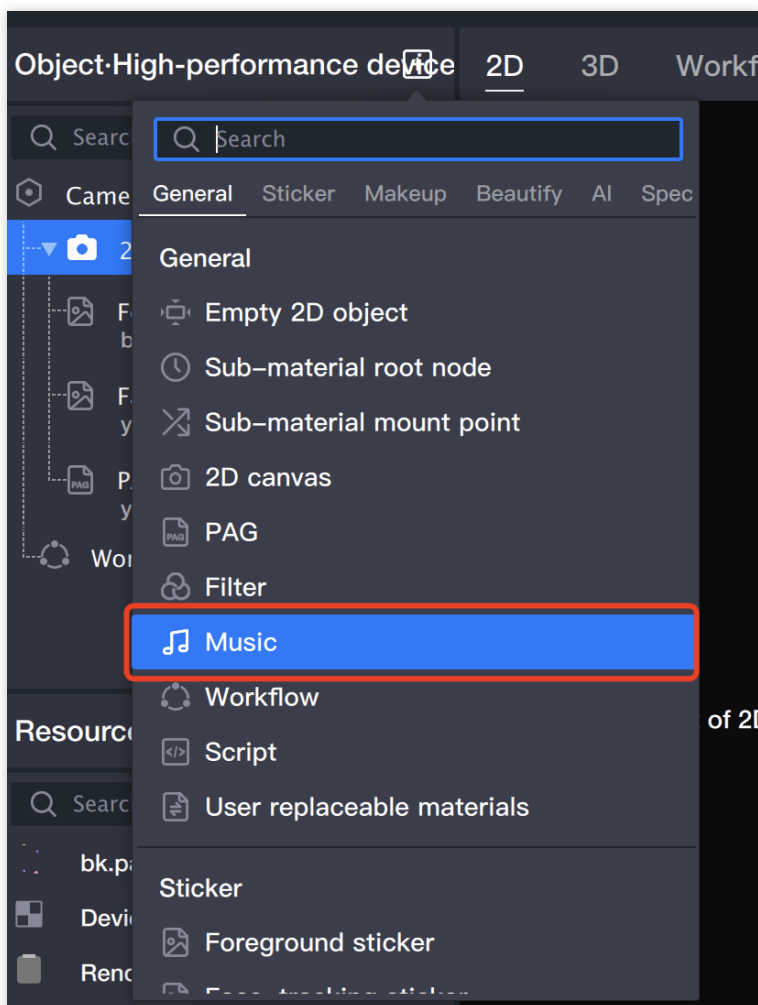 Object·High-performance device
2D
3D
Search
General
Sticker
Makeup
Beautify
AI
General
Empty 2D object
Sub-material root node
Sub-material mount point
2D canvas
PAG
PAG
Filter
Music
Workflow
Script
User replaceable materials
Sticker
Foreground sticker
PAG
of 2D